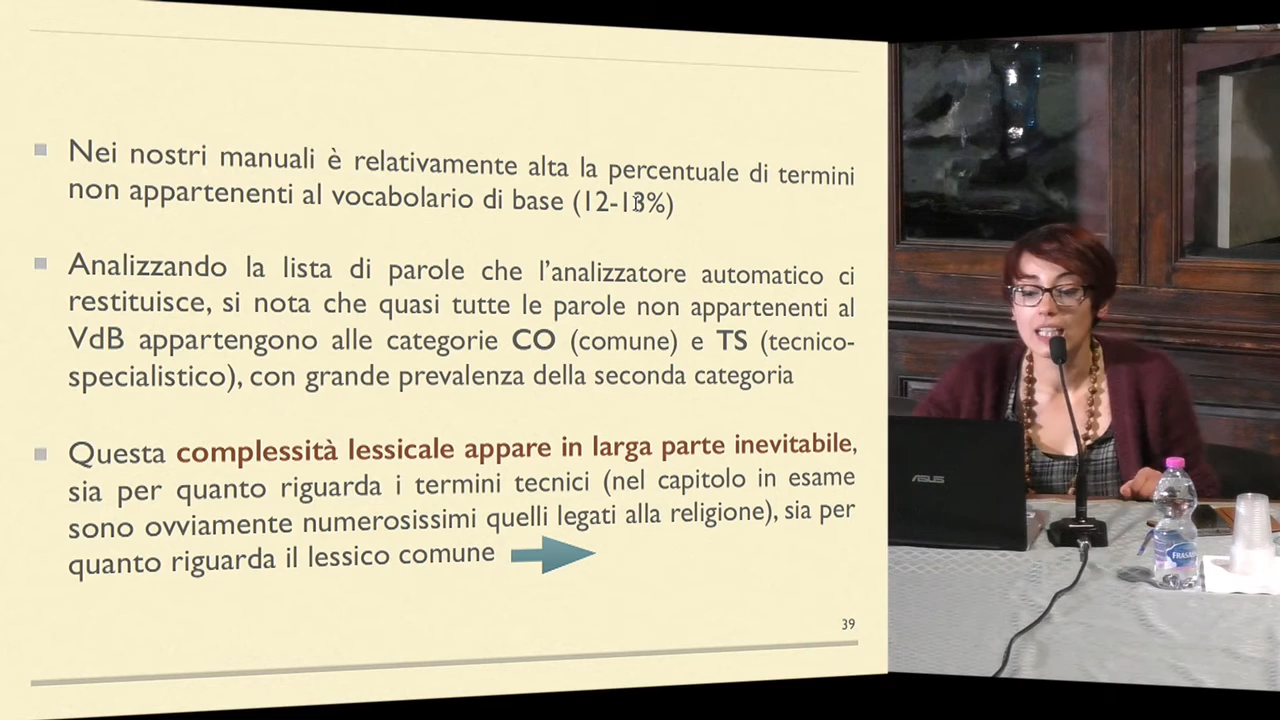 Nei nostri manuali è relativamente alta la percentuale di termini
non appartenenti al vocabolario di base (12-13%)
Analizzando la lista di parole che l'analizzatore automatico ci
restituisce, si nota che quasi tutte le parole non appartenenti al
VdB appartengono alle categorie CO (comune) e TS (tecnico-
specialistico), con grande prevalenza della seconda categoria
Questa complessità lessicale appare in larga parte inevitabile,
sia per quanto riguarda i termini tecnici (nel capitolo in esame
sono ovviamente numerosissimi quelli legati alla religione), sia per
quanto riguarda il lessico comune
39
ASUS